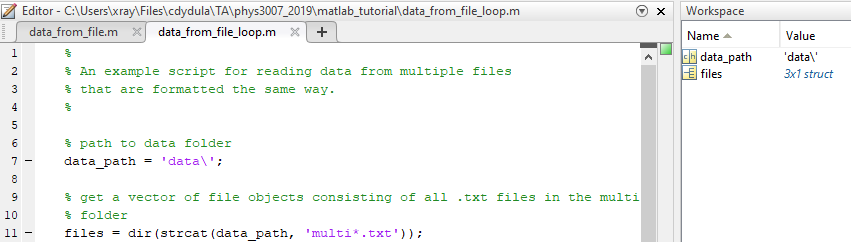 Editor - C:\Users\xray\Files\cdydula\TA\phys3007_2019\matlab_tutorial\data_from_file_loop.m
data_from_file.m data_from_file_loop.m +
1 %
2 % An example script for reading data from multiple files
3 % that are formatted the same way.
4 %
5
6 % path to data folder
7 – data_path = 'data\';
8
9 % get a vector of file objects consisting of all .txt files in the multi
10 % folder
11 – files = dir(strcat(data_path, 'multi*.txt'));
Workspace
Name Value
data_path 'data\'
files 3x1 struct